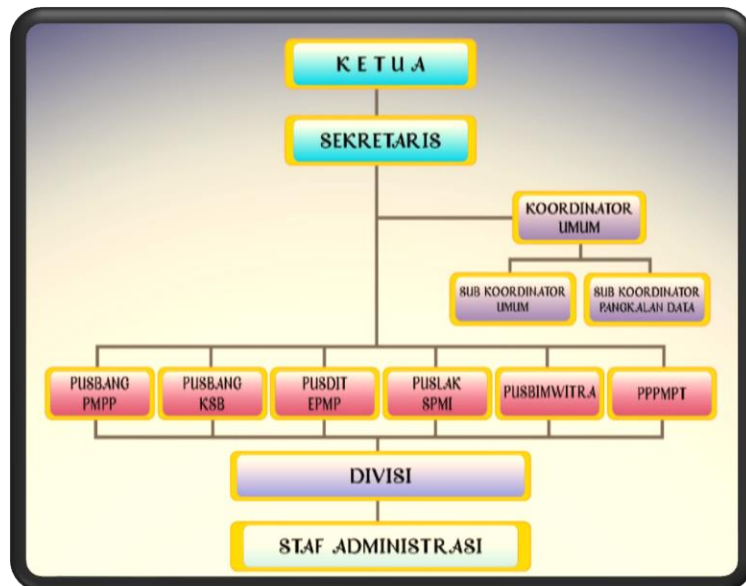 KETUA
SEKRETARIS
KOORDINATOR
UMUM
SUB KOORDINATOR
UMUM
SUB KOORDINATOR
PANGKALAN DATA
PUSBANG
PMPP
PUSBANG
KSB
PUSDIT
EPMP
PUSLAK
SPMI
PUSBIMWITRA
PPPMPT
DIVISI
STAF ADMINISTRASI